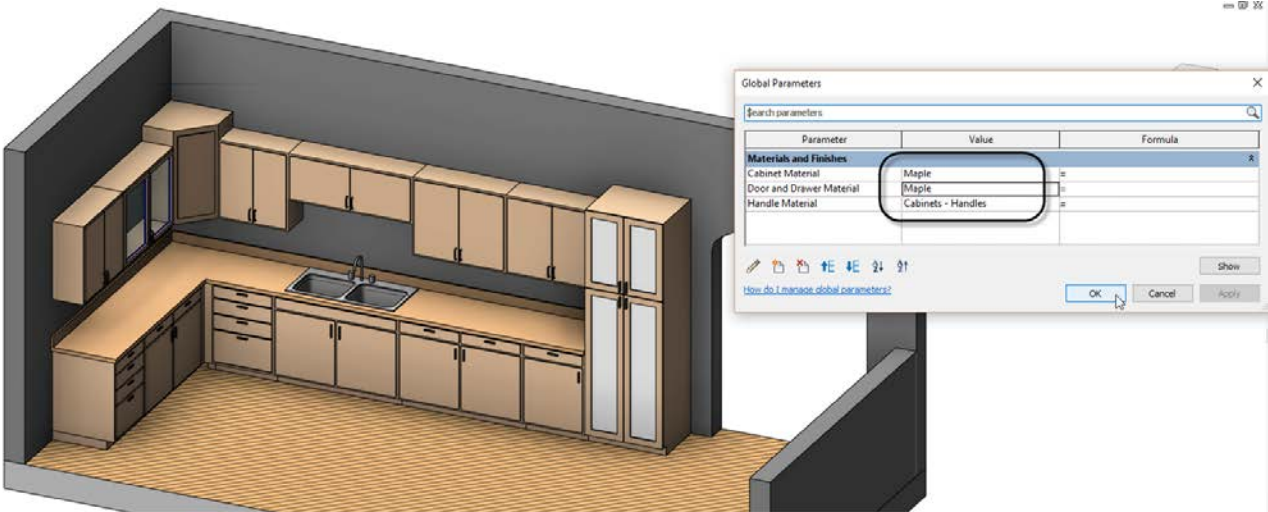 Global Parameters
Search parameters
Parameter Value Formula
Materials and Finishes
Cabinet Material Maple =
Door and Drawer Material Maple =
Handle Material Cabinets - Handles =
Show
How do I manage global parameters?
OK Cancel Apply